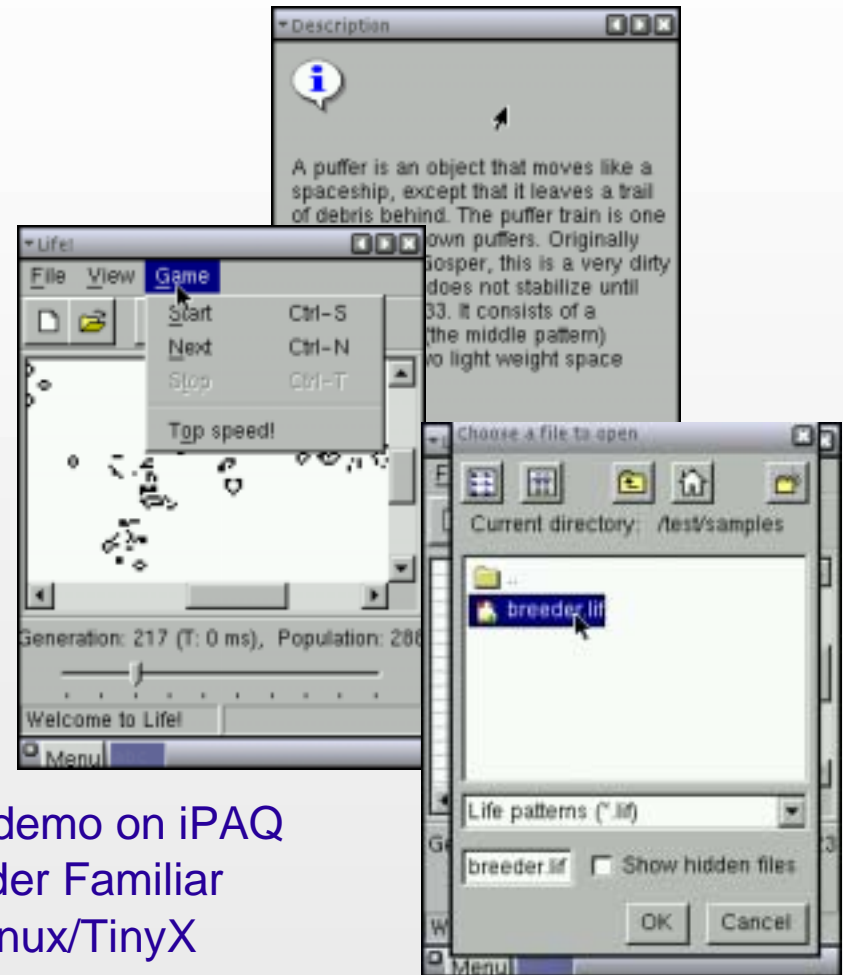 Description
A puffer is an object that moves like a
spaceship, except that it leaves a trail
of debris behind. The puffer train is one
own puffers. Originally
Gosper, this is a very dirty
does not stabilize until
33. It consists of a
(the middle pattern)
wo light weight space
Life!
File View Game
Start Ctrl-S
Next Ctrl-N
Stop Ctrl-T
Top speed!
Generation: 217 (T: 0 ms), Population: 288
Welcome to Life!
Menu
Choose a file to open
Current directory: /test/samples
..
breeder.lif
Life patterns (*.lif)
breeder.lif Show hidden files
OK Cancel
Menu
demo on iPAQ
der Familiar
nux/TinyX